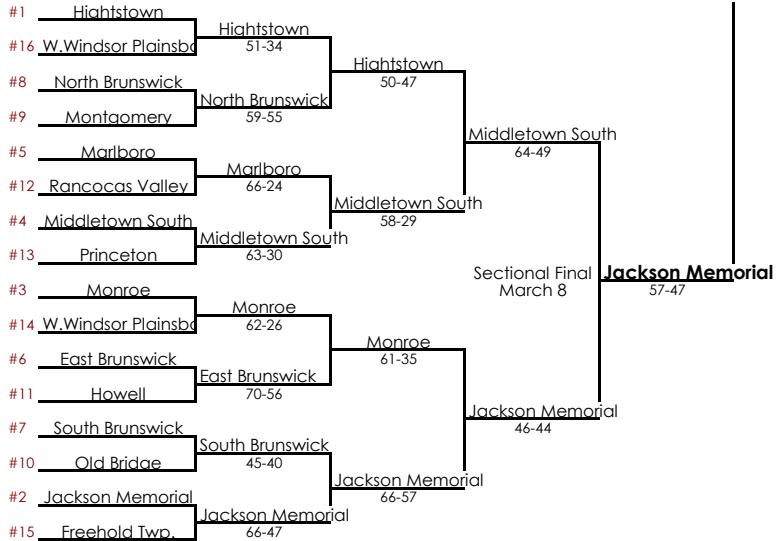 #1 Hightstown
Hightstown
#16 W.Windsor Plainsbo
51-34
Hightstown
50-47
#8 North Brunswick
North Brunswick
#9 Montgomery
59-55
Middletown South
64-49
#5 Marlboro
Marlboro
#12 Rancocas Valley
66-24
Middletown South
58-29
#4 Middletown South
Middletown South
#13 Princeton
63-30
Sectional Final
March 8
Jackson Memorial
57-47
#3 Monroe
Monroe
#14 W.Windsor Plainsbo
62-26
Monroe
61-35
#6 East Brunswick
East Brunswick
#11 Howell
70-56
Jackson Memorial
46-44
#7 South Brunswick
South Brunswick
#10 Old Bridge
45-40
Jackson Memorial
66-57
#2 Jackson Memorial
Jackson Memorial
#15 Freehold Twp.
66-47